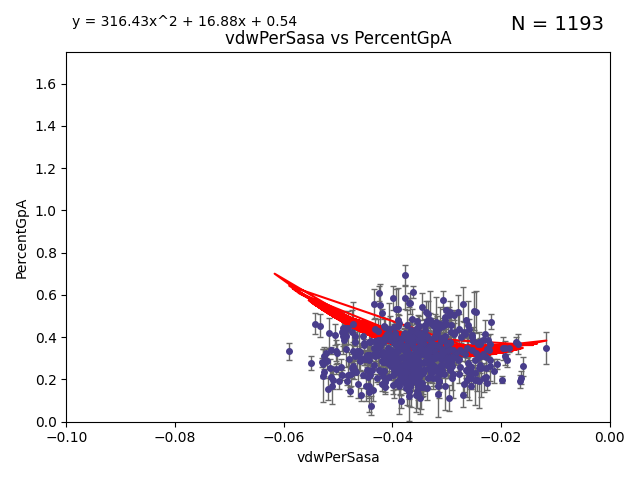 y = 316.43x^2 + 16.88x + 0.54
N = 1193
vdwPerSasa vs PercentGpA
PercentGpA
1.6
1.4
1.2
1.0
0.8
0.6
0.4
0.2
0.0
−0.10 −0.08 −0.06 −0.04 −0.02 0.00
vdwPerSasa